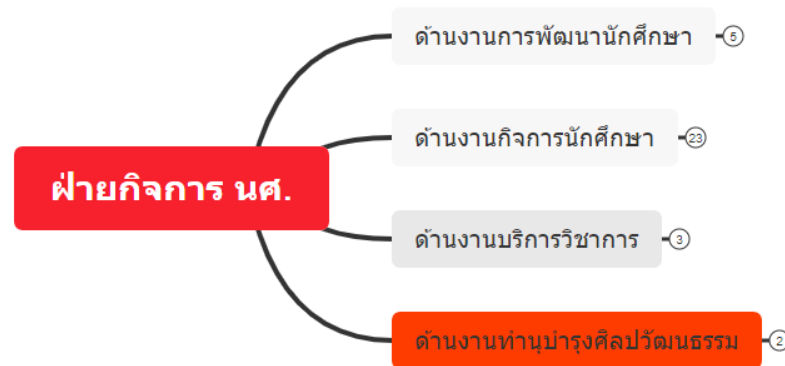 ด้านงานการพัฒนานักศึกษา 5
ด้านงานกิจการนักศึกษา 23
ฝ่ายกิจการ นศ.
ด้านงานบริการวิชาการ 3
ด้านงานทำนุบำรุงศิลปวัฒนธรรม 2